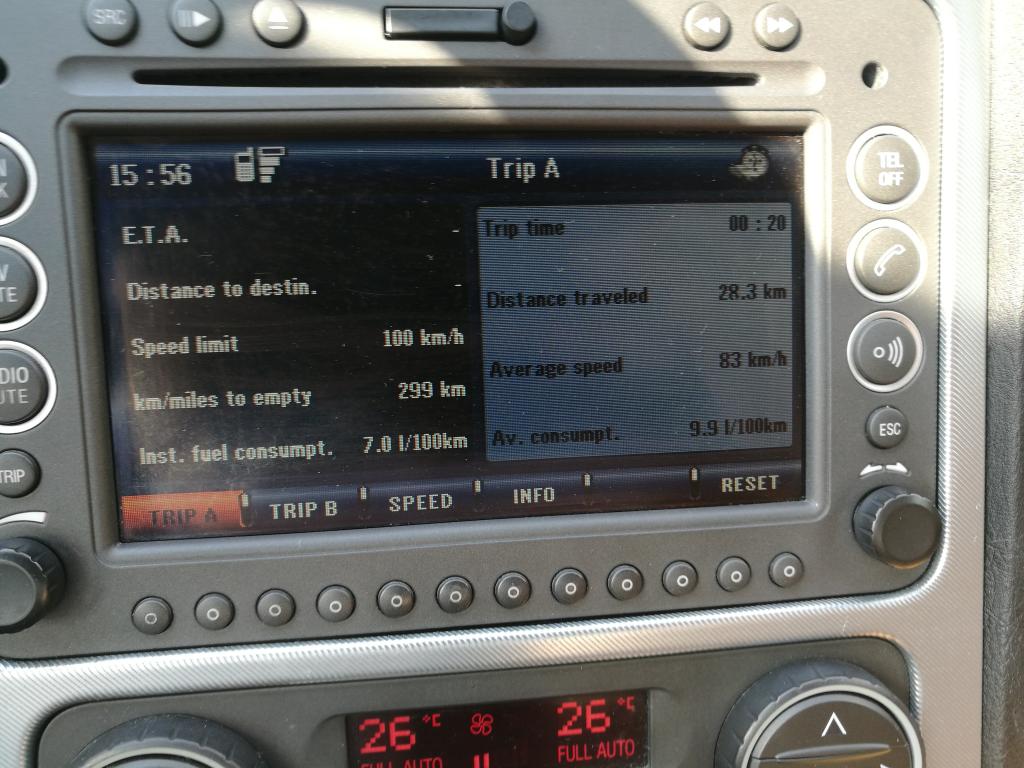 SRC
15:56 Trip A
E.T.A. -
Distance to destin. -
Speed limit 100 km/h
km/miles to empty 299 km
Inst. fuel consumpt. 7.0 l/100km
Trip time 00:20
Distance traveled 28.3 km
Average speed 83 km/h
Av. consumpt. 9.9 l/100km
TRIP A TRIP B SPEED INFO RESET
TEL
OFF
ESC
TRIP
26 °C 26 °C
FULL AUTO FULL AUTO